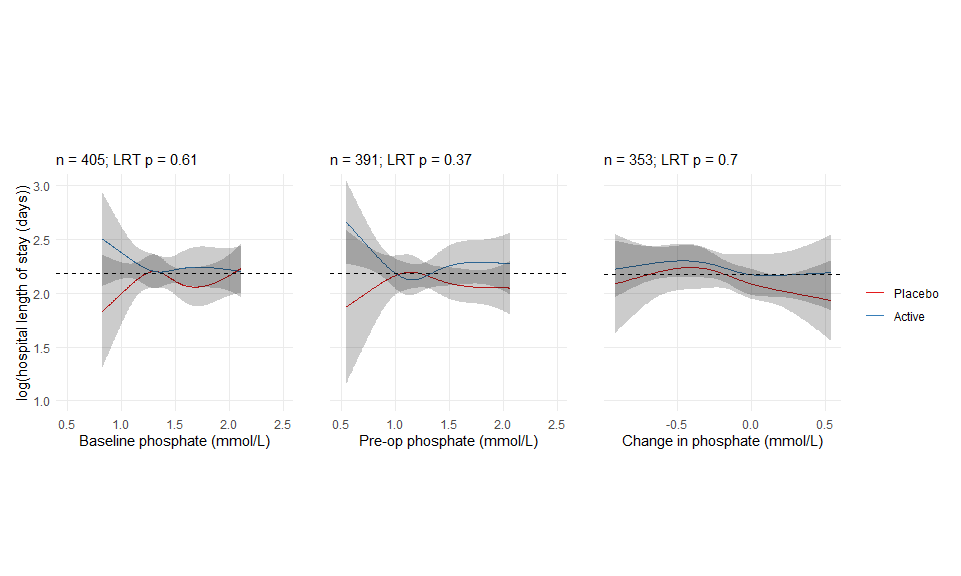 n = 405; LRT p = 0.61
n = 391; LRT p = 0.37
n = 353; LRT p = 0.7
log(hospital length of stay (days))
3.0
2.5
2.0
1.5
1.0
0.5 1.0 1.5 2.0 2.5
0.5 1.0 1.5 2.0 2.5
-0.5 0.0 0.5
Baseline phosphate (mmol/L)
Pre-op phosphate (mmol/L)
Change in phosphate (mmol/L)
Placebo
Active